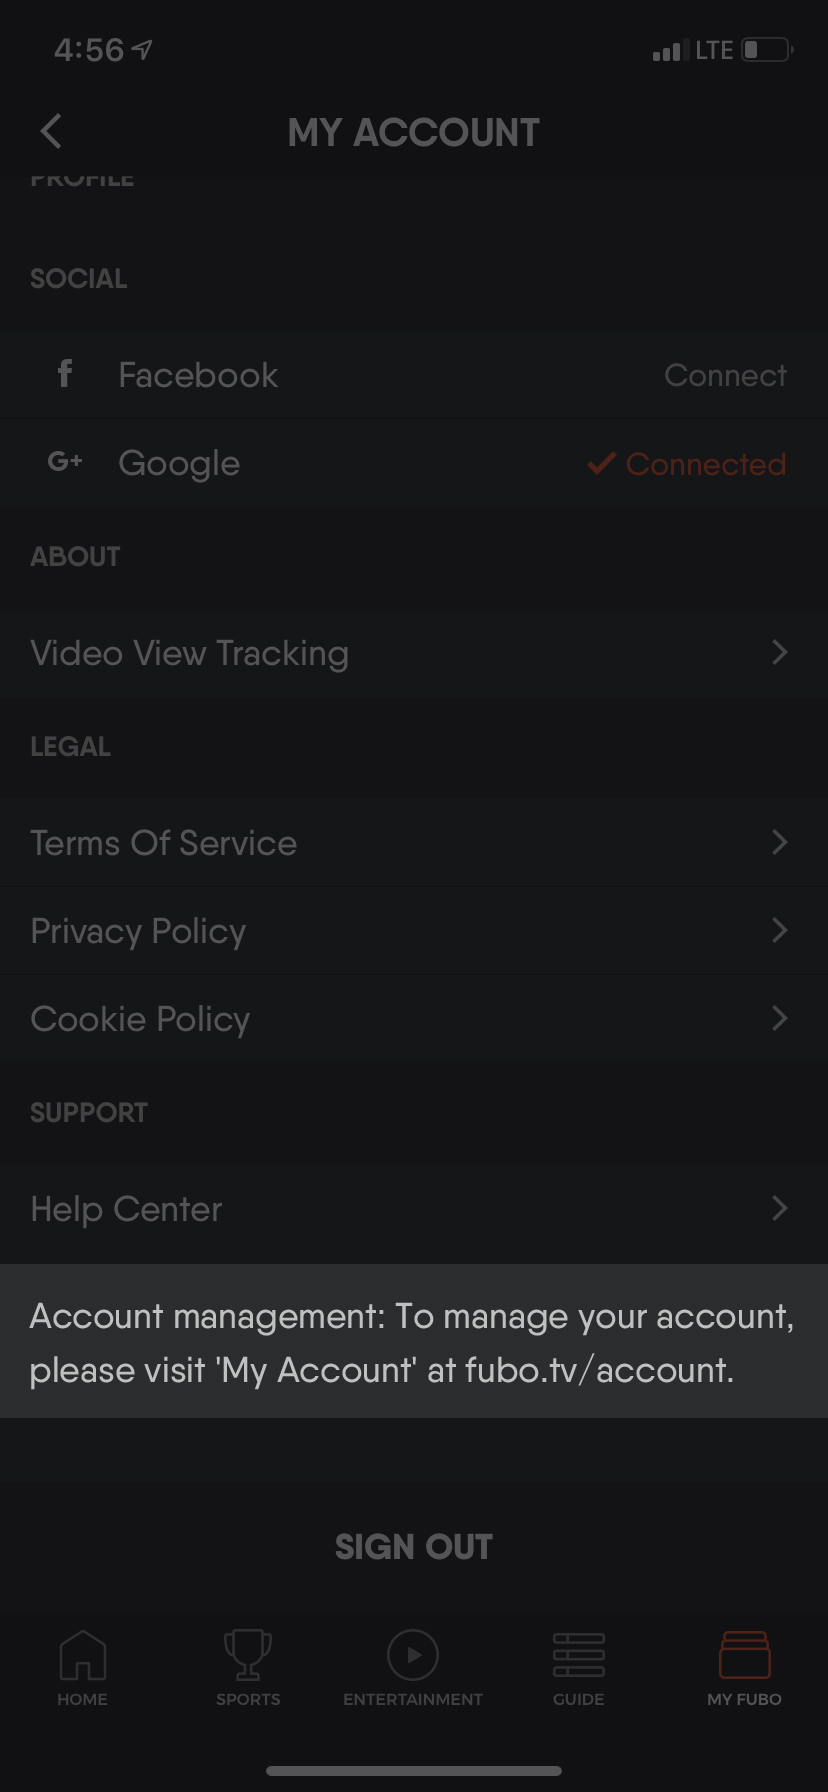 4:56
LTE
MY ACCOUNT
PROFILE
SOCIAL
f Facebook Connect
G+ Google Connected
ABOUT
Video View Tracking
LEGAL
Terms Of Service
Privacy Policy
Cookie Policy
SUPPORT
Help Center
Account management: To manage your account,
please visit 'My Account' at fubo.tv/account.
SIGN OUT
HOME SPORTS ENTERTAINMENT GUIDE MY FUBO